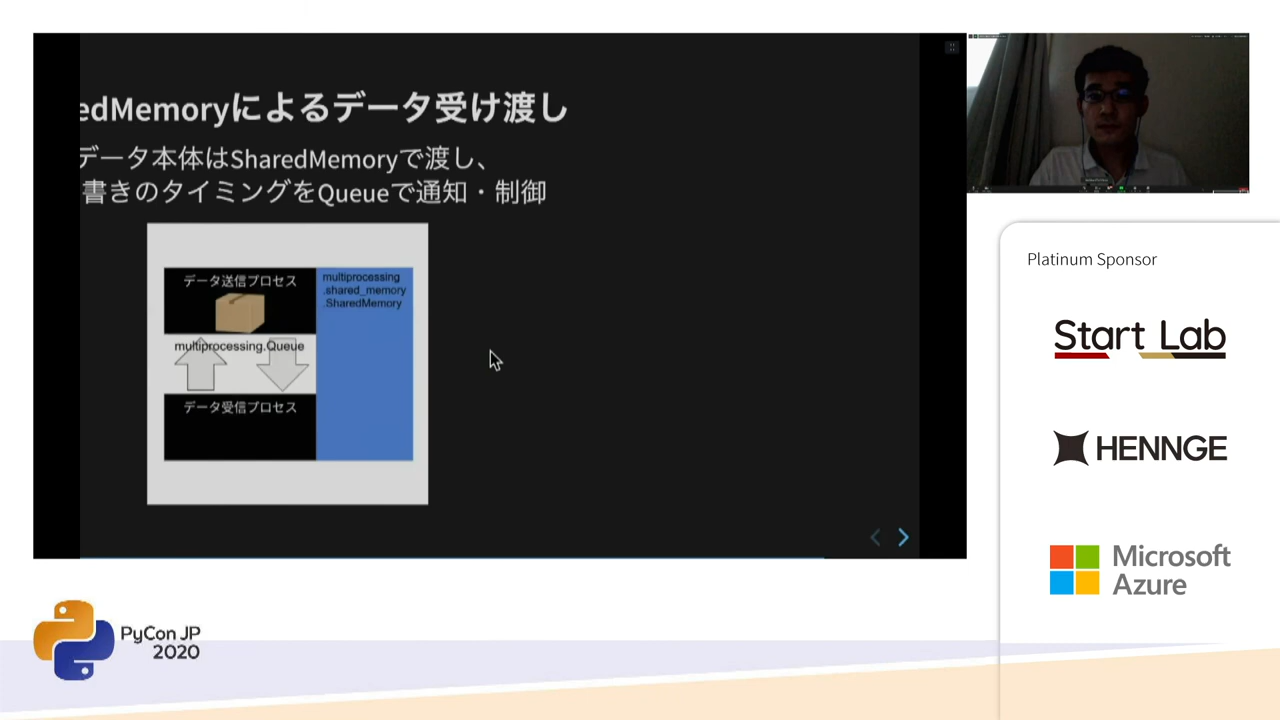 edMemoryによるデータ受け渡し
データ本体はSharedMemoryで渡し、
書きのタイミングをQueueで通知・制御
データ送信プロセス
multiprocessing
.shared_memory
.SharedMemory
multiprocessing.Queue
データ受信プロセス
Platinum Sponsor
Start Lab
HENNGE
Microsoft
Azure
PyCon JP
2020